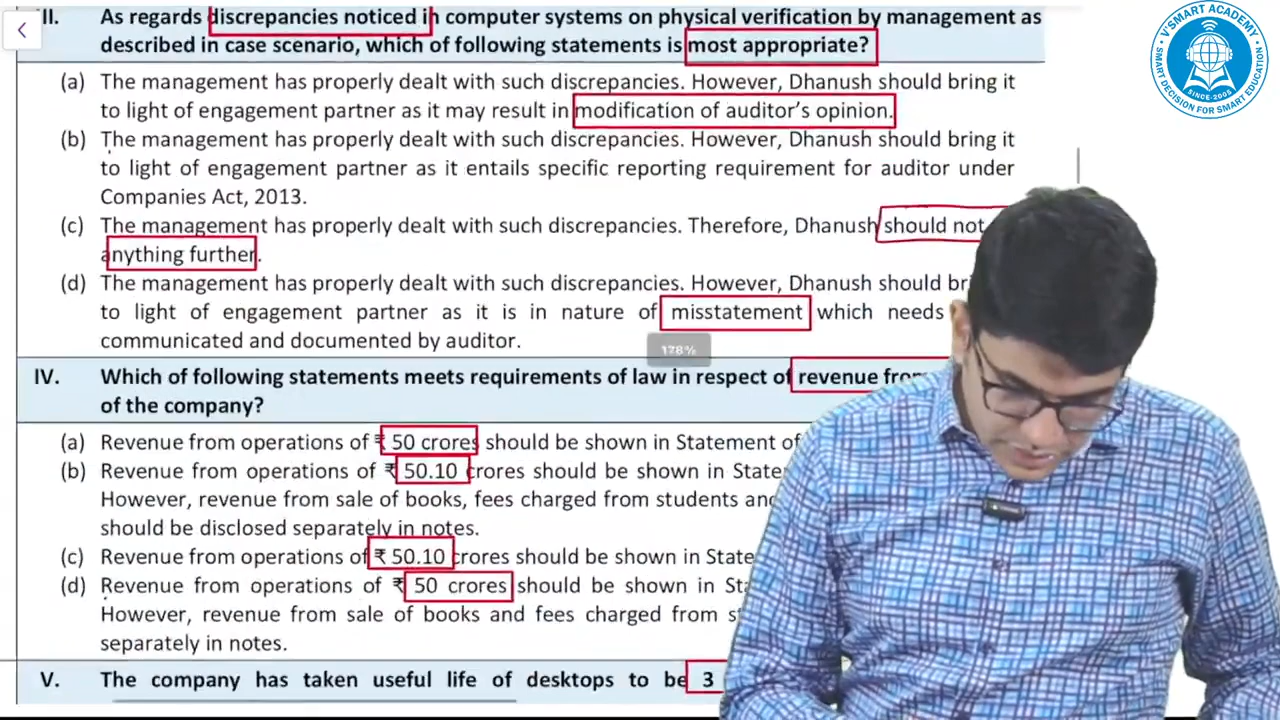 II. As regards discrepancies noticed in computer systems on physical verification by management as
described in case scenario, which of following statements is most appropriate?
(a) The management has properly dealt with such discrepancies. However, Dhanush should bring it
to light of engagement partner as it may result in modification of auditor's opinion.
(b) The management has properly dealt with such discrepancies. However, Dhanush should bring it
to light of engagement partner as it entails specific reporting requirement for auditor under
Companies Act, 2013.
(c) The management has properly dealt with such discrepancies. Therefore, Dhanush should not
anything further.
(d) The management has properly dealt with such discrepancies. However, Dhanush should
to light of engagement partner as it is in nature of misstatement which needs
communicated and documented by auditor.
178%
IV. Which of following statements meets requirements of law in respect of revenue
of the company?
(a) Revenue from operations of ₹ 50 crores should be shown in Statement of
(b) Revenue from operations of ₹ 50.10 crores should be shown in
However, revenue from sale of books, fees charged from students and
should be disclosed separately in notes.
(c) Revenue from operations of ₹ 50.10 crores should be shown in
(d) Revenue from operations of ₹ 50 crores should be shown in
However, revenue from sale of books and fees charged from
separately in notes.
V. The company has taken useful life of desktops to be 3
V'SMART ACADEMY
SMART DECISION FOR SMART EDUCATION
SINCE-2005